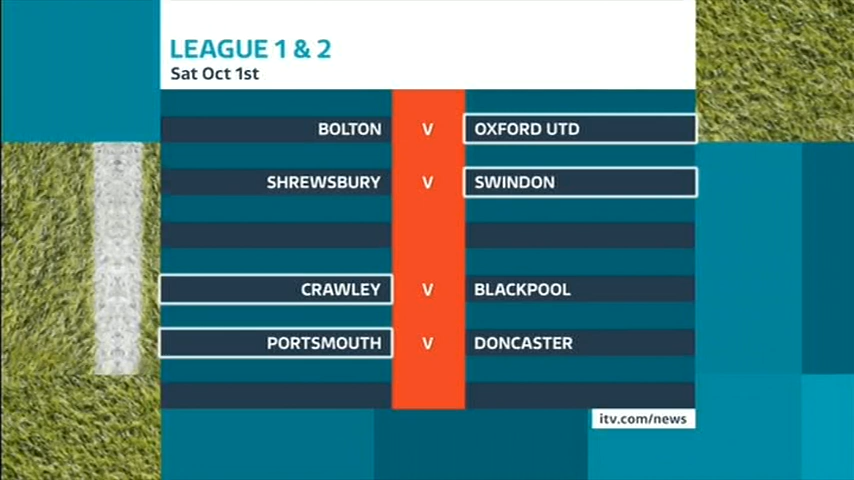 LEAGUE 1 & 2
Sat Oct 1st
BOLTON V OXFORD UTD
SHREWSBURY V SWINDON
CRAWLEY V BLACKPOOL
PORTSMOUTH V DONCASTER
itv.com/news